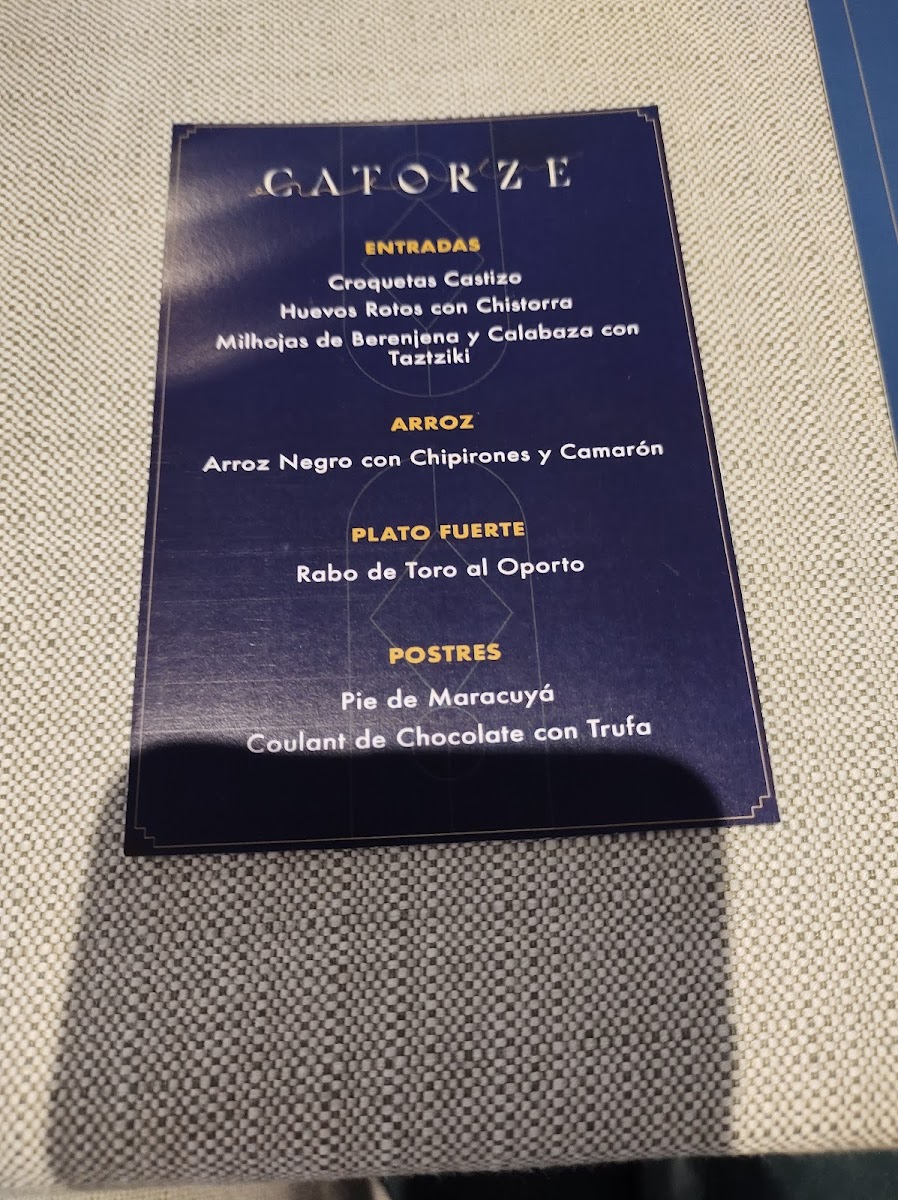 CATORZE
ENTRADAS
Croquetas Castizo
Huevos Rotos con Chistorra
Milhojas de Berenjena y Calabaza con
Taztziki
ARROZ
Arroz Negro con Chipirones y Camarón
PLATO FUERTE
Rabo de Toro al Oporto
POSTRES
Pie de Maracuyá
Coulant de Chocolate con Trufa